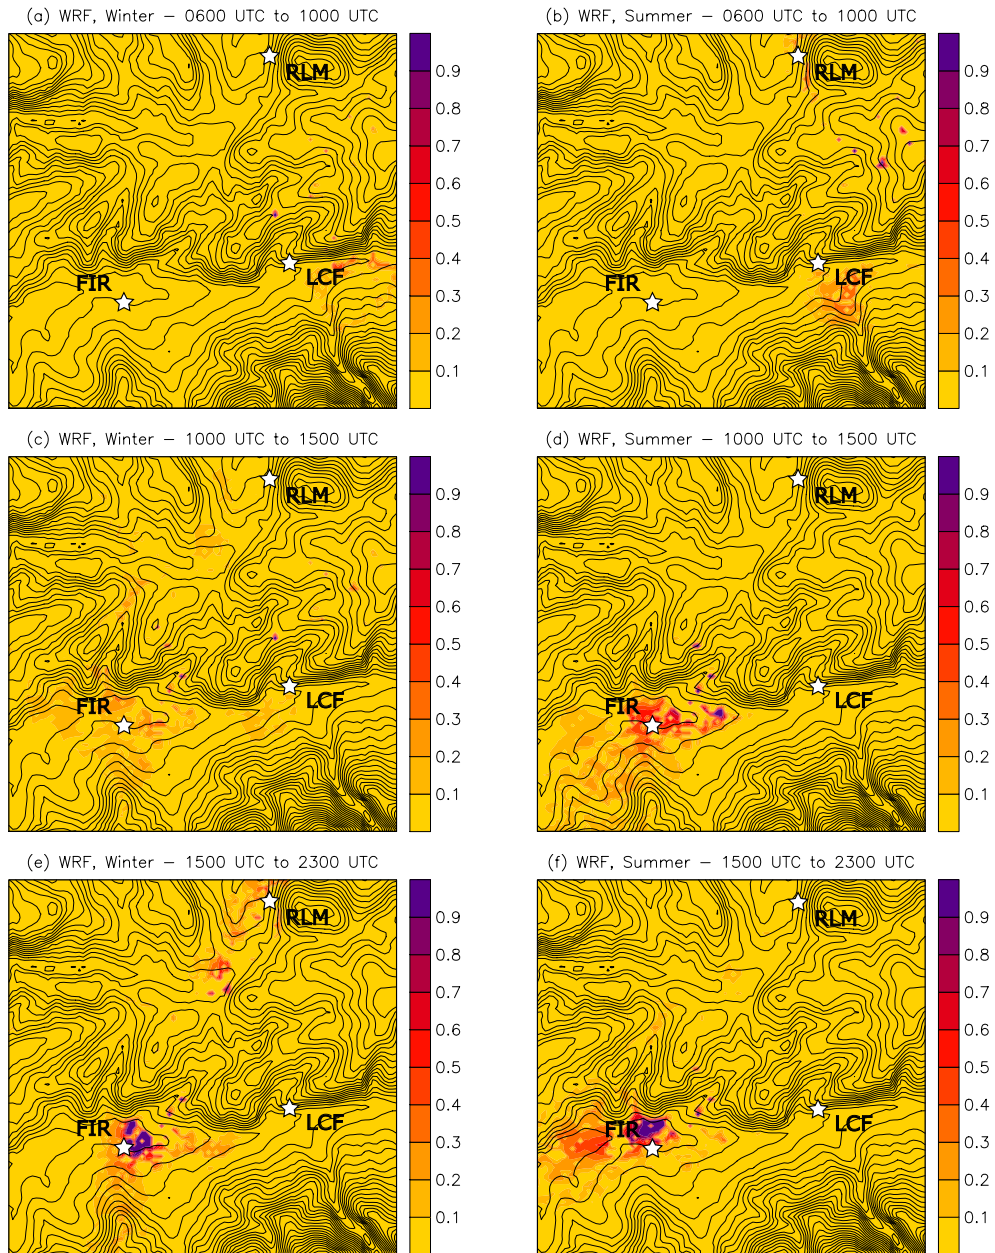 (a) WRF, Winter – 0600 UTC to 1000 UTC
RLM
FIR
LCF
0.9
0.8
0.7
0.6
0.5
0.4
0.3
0.2
0.1
(b) WRF, Summer – 0600 UTC to 1000 UTC
RLM
FIR
LCF
0.9
0.8
0.7
0.6
0.5
0.4
0.3
0.2
0.1
(c) WRF, Winter – 1000 UTC to 1500 UTC
RLM
FIR
LCF
0.9
0.8
0.7
0.6
0.5
0.4
0.3
0.2
0.1
(d) WRF, Summer – 1000 UTC to 1500 UTC
RLM
FIR
LCF
0.9
0.8
0.7
0.6
0.5
0.4
0.3
0.2
0.1
(e) WRF, Winter – 1500 UTC to 2300 UTC
RLM
FIR
LCF
0.9
0.8
0.7
0.6
0.5
0.4
0.3
0.2
0.1
(f) WRF, Summer – 1500 UTC to 2300 UTC
RLM
FIR
LCF
0.9
0.8
0.7
0.6
0.5
0.4
0.3
0.2
0.1